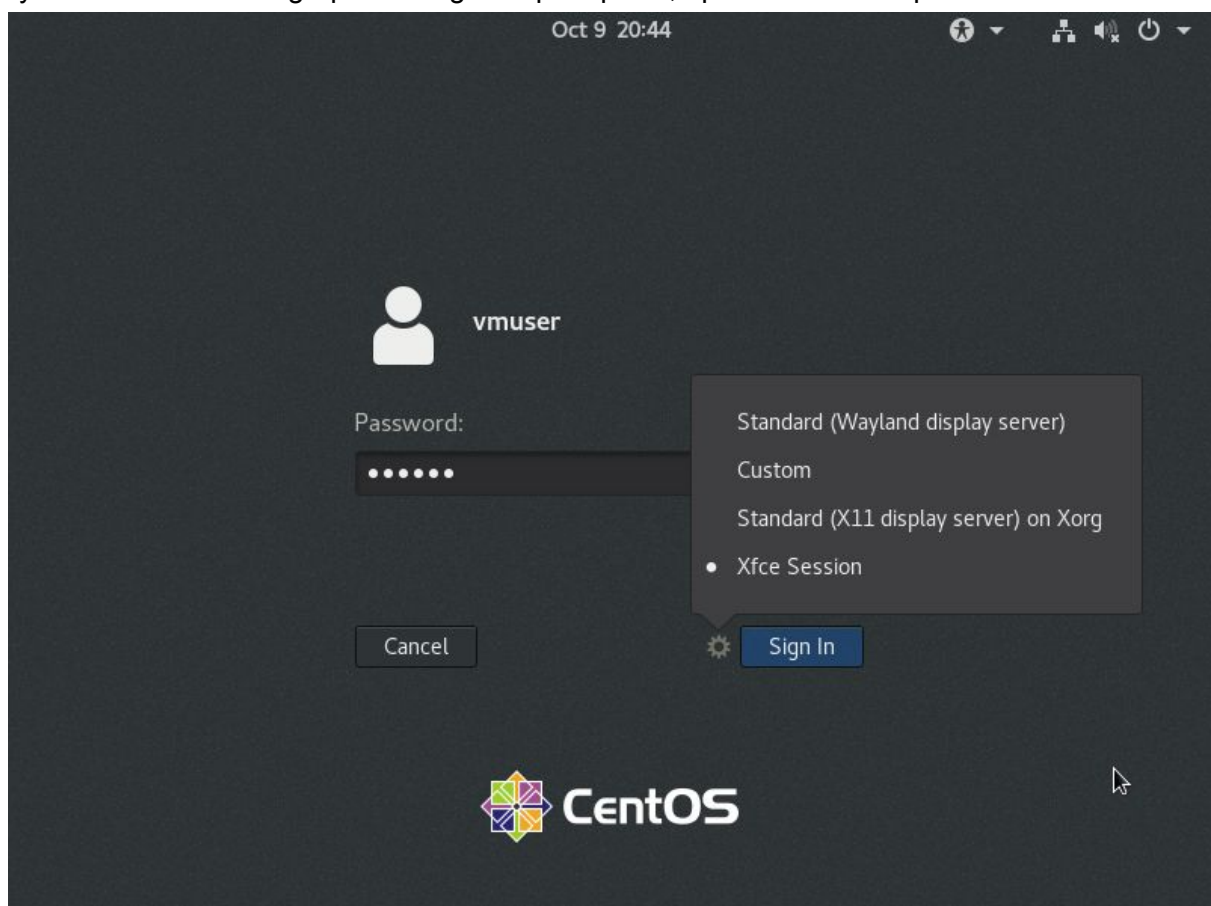 Oct 9 20:44
vmuser
Password:
Standard (Wayland display server)
Custom
Standard (X11 display server) on Xorg
Xfce Session
Cancel
Sign In
CentOS